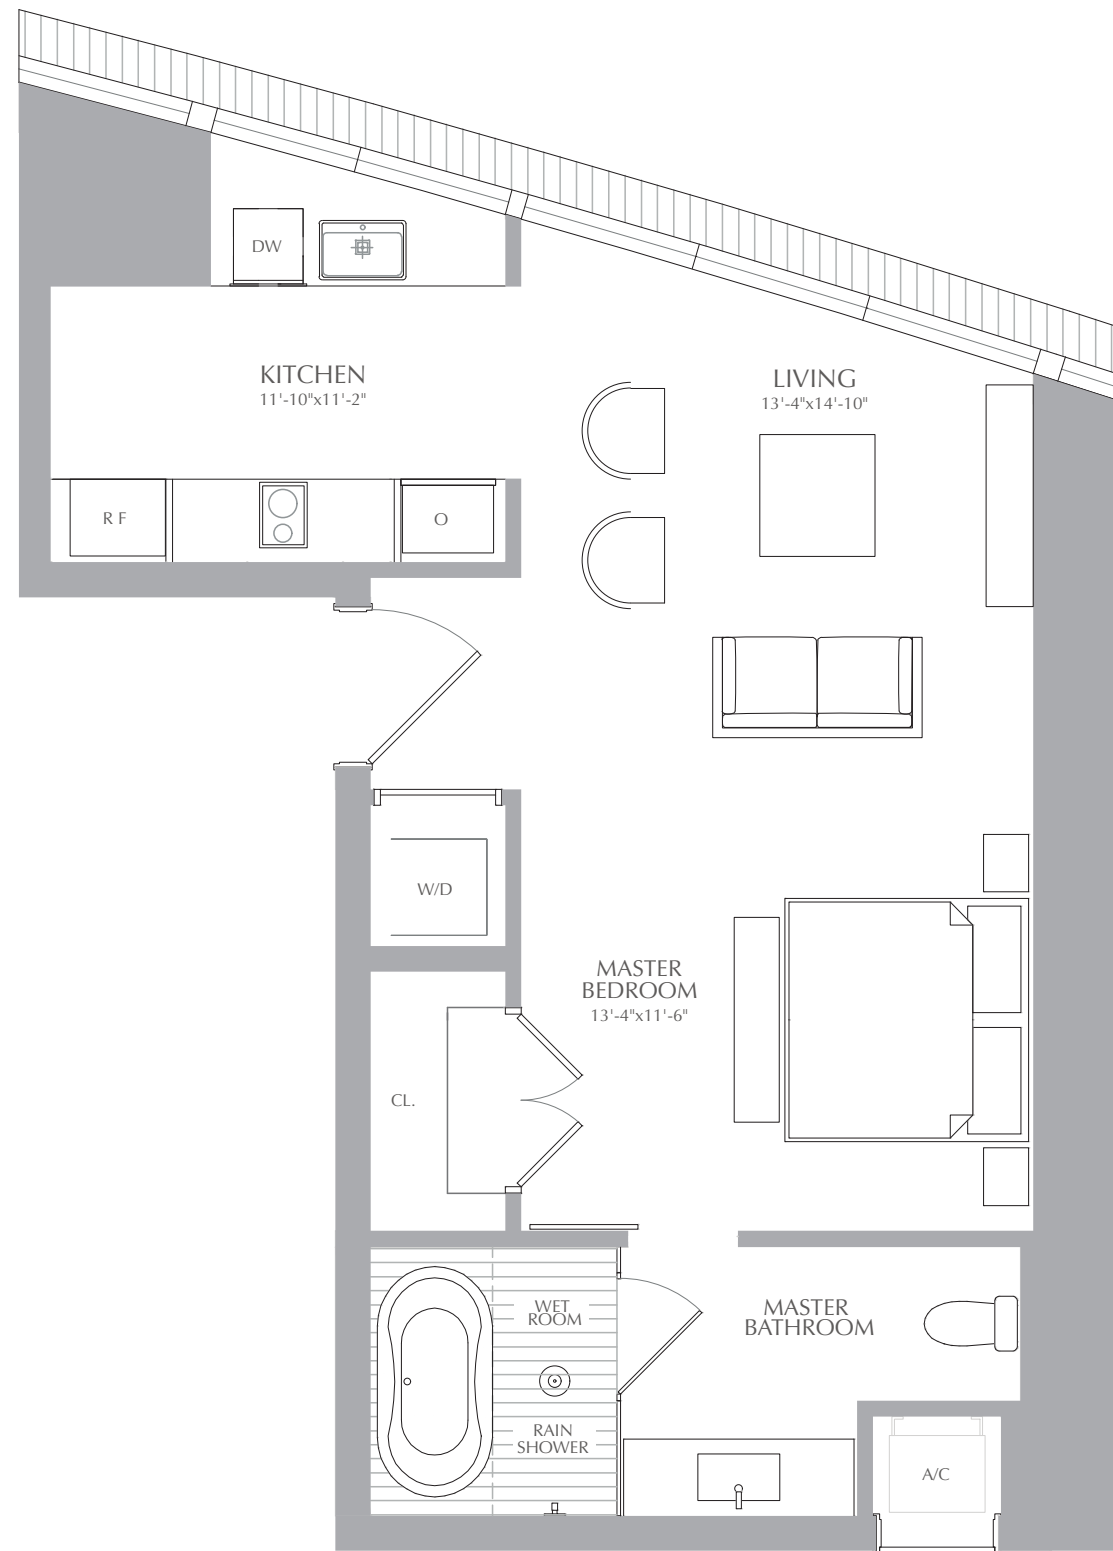 DW
KITCHEN
11'-10"x11'-2"
LIVING
13'-4"x14'-10"
R F
O
W/D
MASTER
BEDROOM
13'-4"x11'-6"
CL.
WET
ROOM
MASTER
BATHROOM
RAIN
SHOWER
A/C